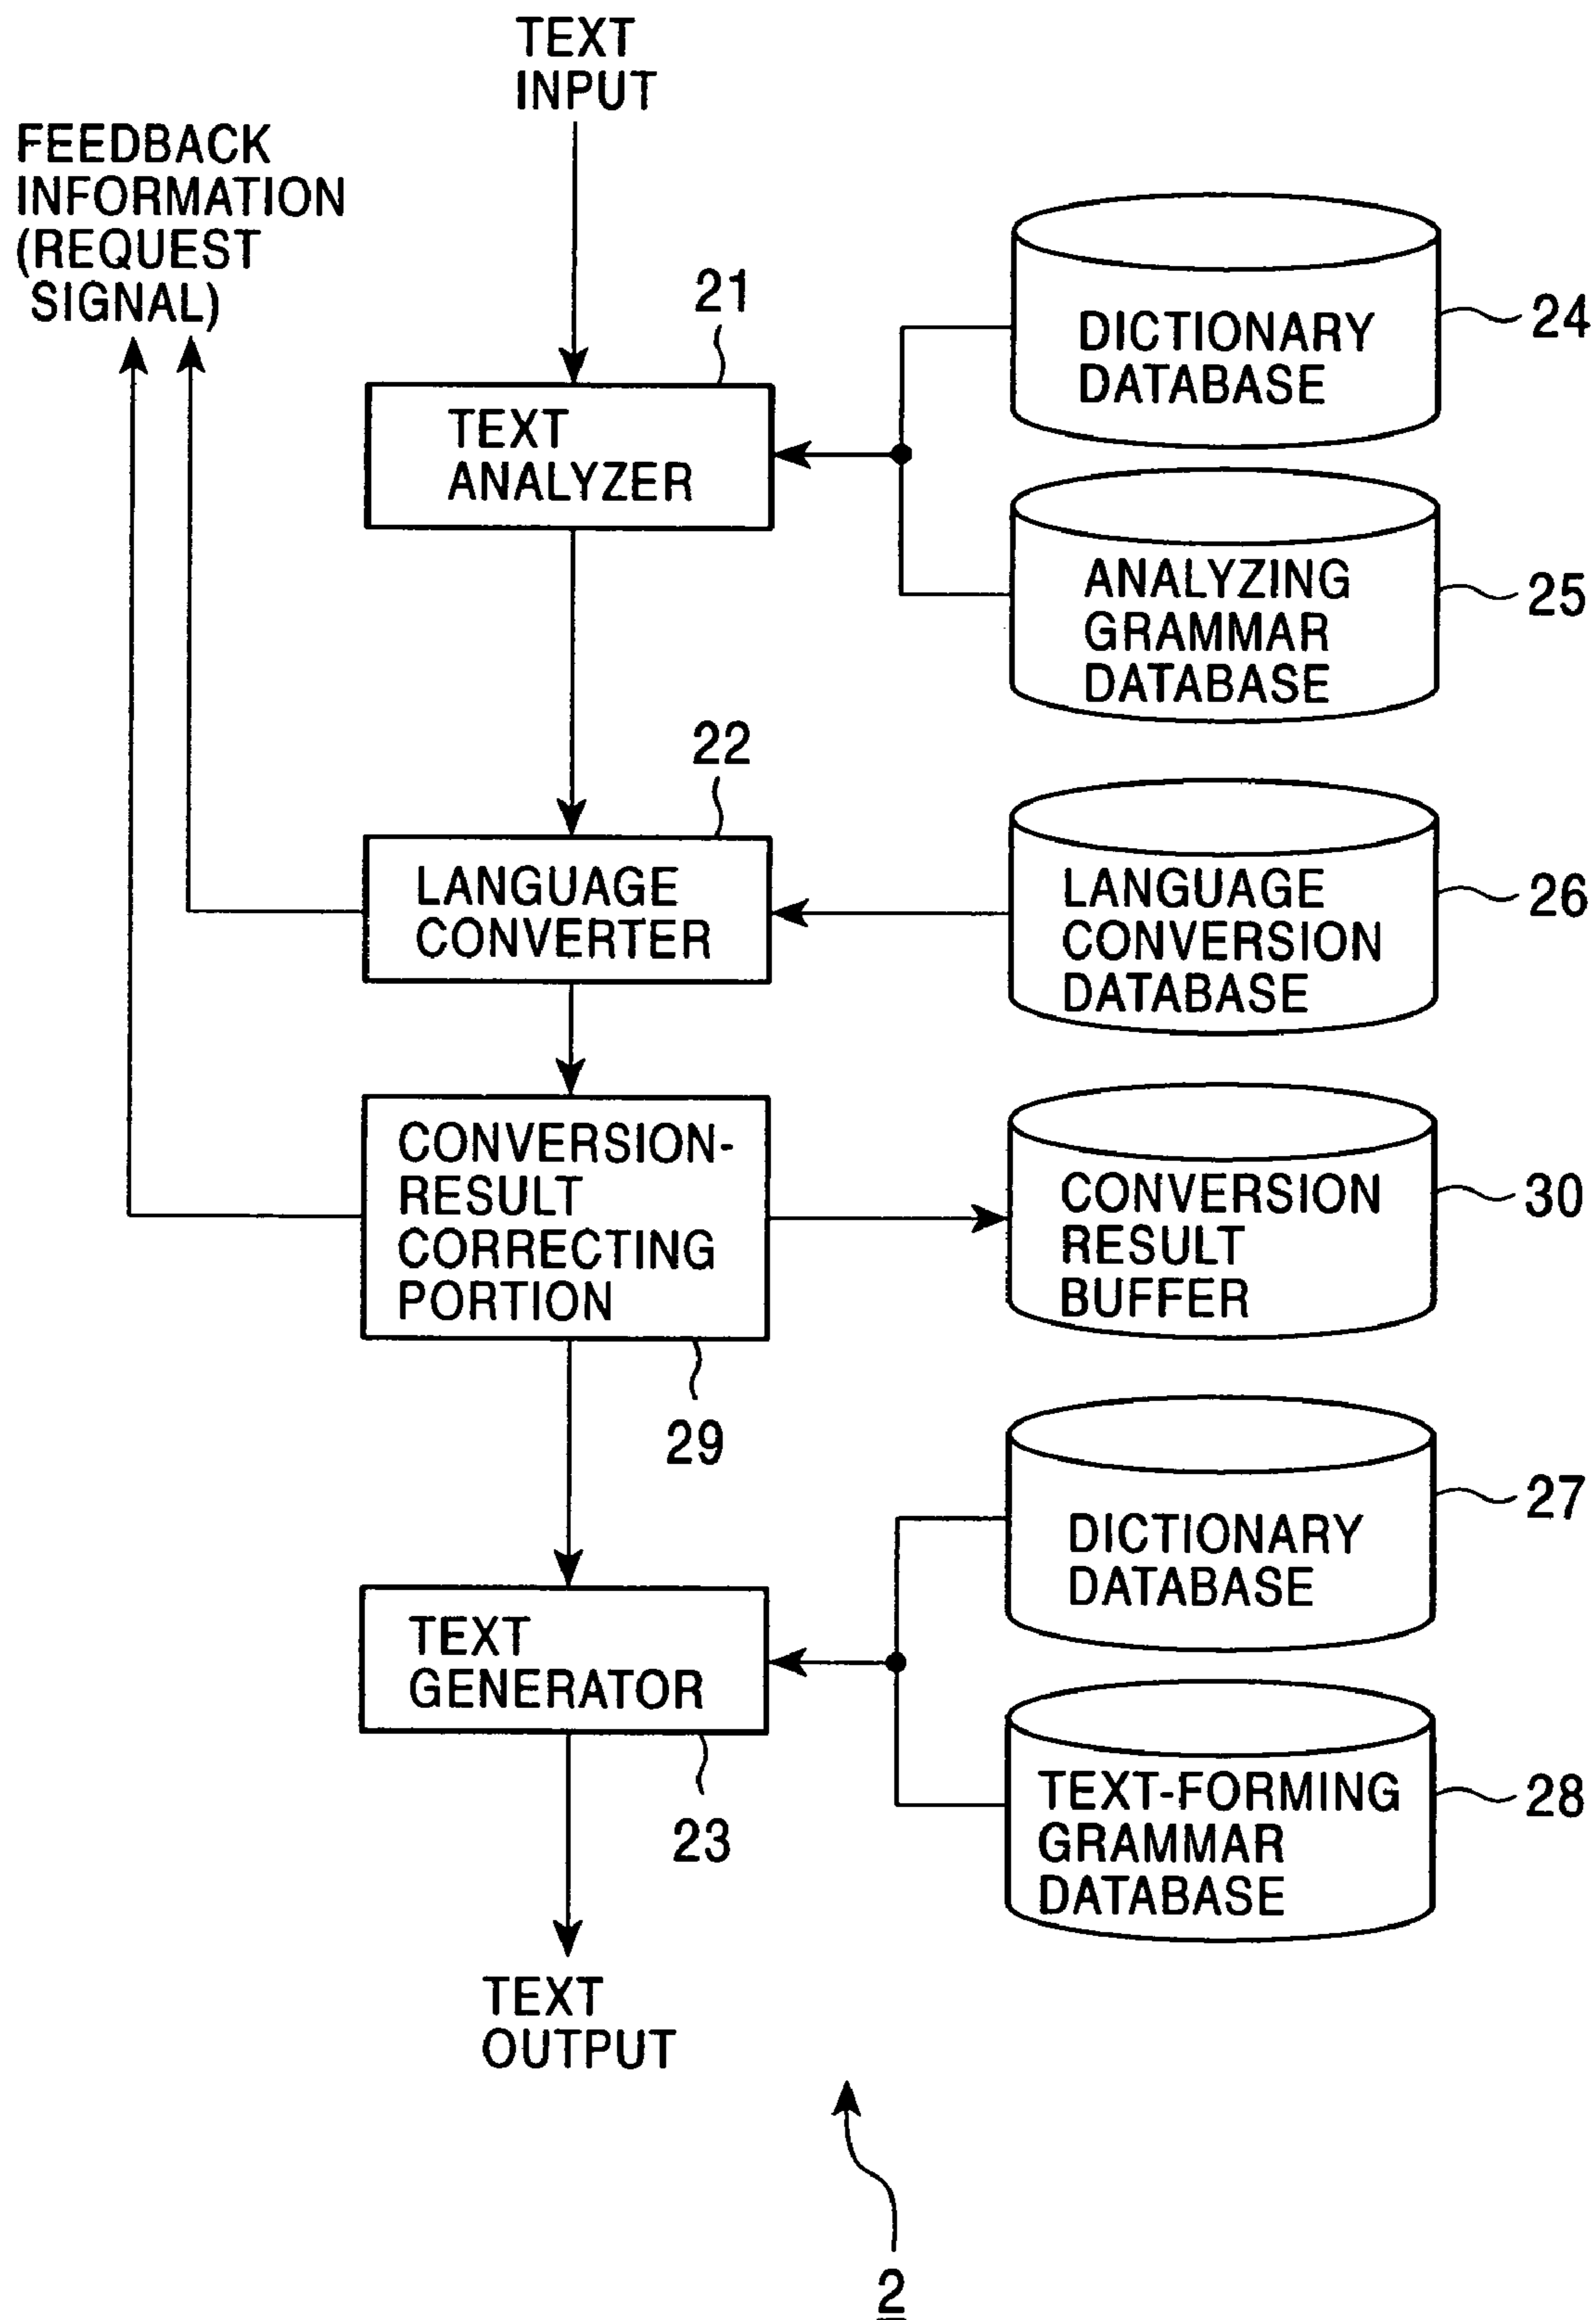 TEXT
INPUT
FEEDBACK
INFORMATION
(REQUEST
SIGNAL)
21
TEXT
ANALYZER
DICTIONARY
DATABASE
24
ANALYZING
GRAMMAR
DATABASE
25
22
LANGUAGE
CONVERTER
LANGUAGE
CONVERSION
DATABASE
26
CONVERSION-
RESULT
CORRECTING
PORTION
29
CONVERSION
RESULT
BUFFER
30
DICTIONARY
DATABASE
27
TEXT
GENERATOR
23
TEXT-FORMING
GRAMMAR
DATABASE
28
TEXT
OUTPUT
2